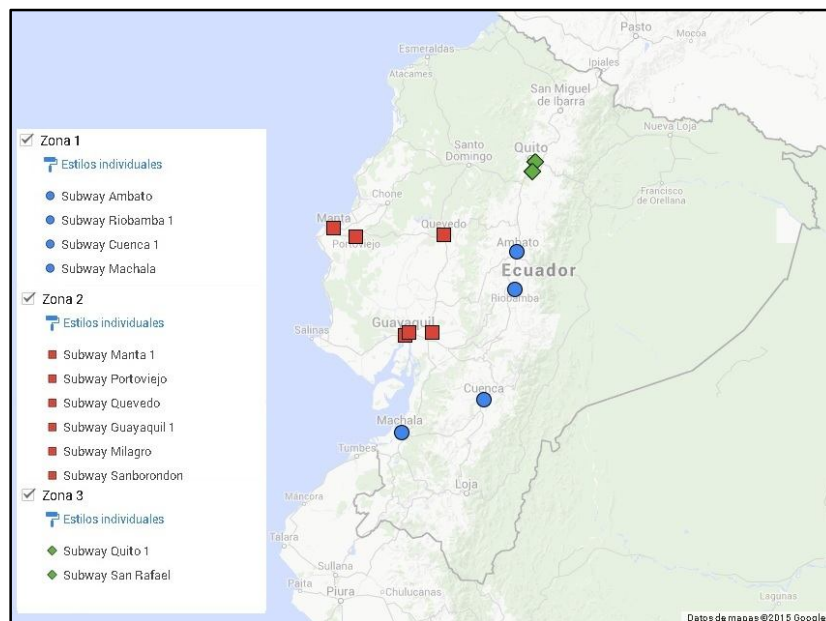 Zona 1
Estilos individuales
Subway Ambato
Subway Riobamba 1
Subway Cuenca 1
Subway Machala
Zona 2
Estilos individuales
Subway Manta 1
Subway Portoviejo
Subway Quevedo
Subway Guayaquil 1
Subway Milagro
Subway Sanborondon
Zona 3
Estilos individuales
Subway Quito 1
Subway San Rafael
Pasto
Mocoa
Esmeraldas
Ipiales
Atacames
San Miguel
de Ibarra
Nueva Loja
Santo
Domingo
Quito
Francisco
de Orellana
Chone
Manta
Portoviejo
Quevedo
Ambato
Ecuador
Riobamba
Salinas
Guayaquil
Cuenca
Machala
Tumbes
Loja
Máncora
Talara
Sullana
Paita
Piura
Chulucanas
Lagunas
Datos de mapas ©2015 Google